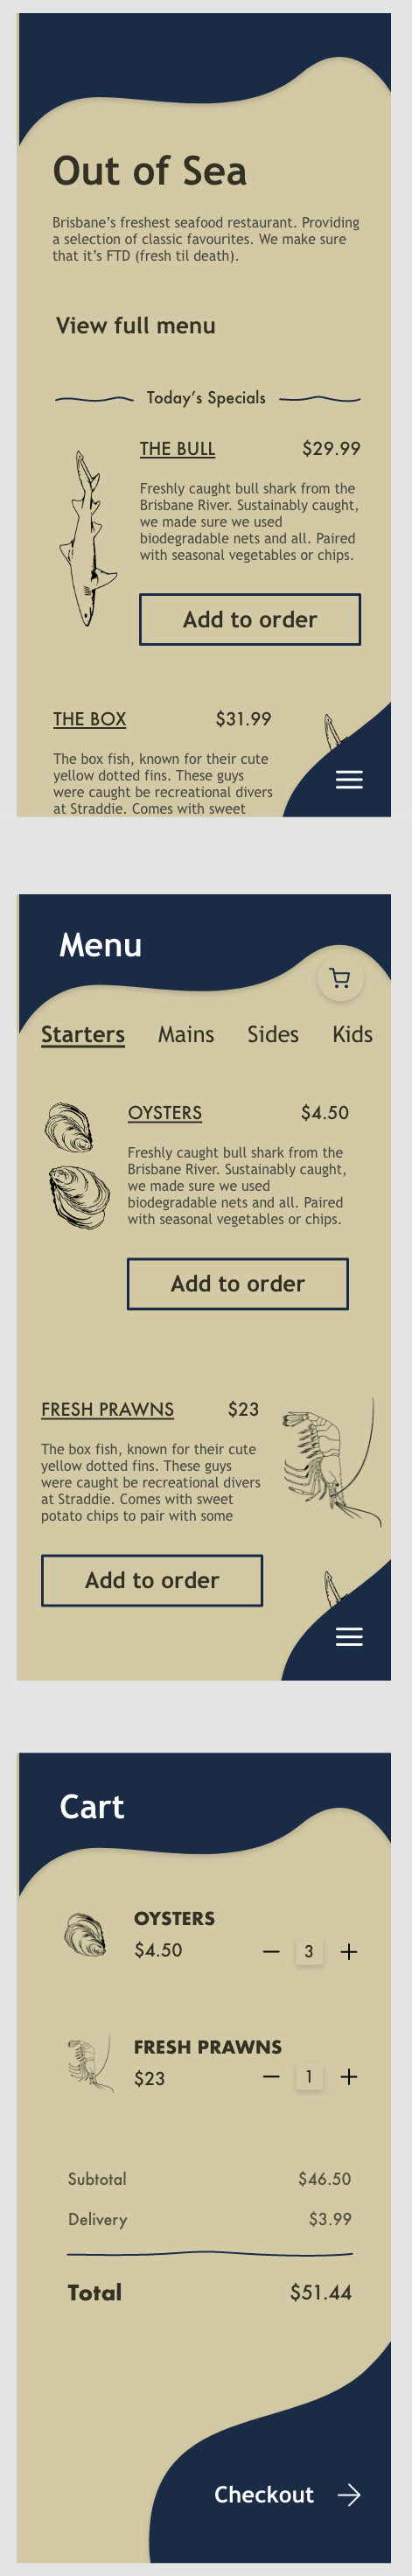 Out of Sea
Brisbane's freshest seafood restaurant. Providing
a selection of classic favourites. We make sure
that it's FTD (fresh til death).
View full menu
Today's Specials
THE BULL $29.99
Freshly caught bull shark from the
Brisbane River. Sustainably caught,
we made sure we used
biodegradable nets and all. Paired
with seasonal vegetables or chips.
Add to order
THE BOX $31.99
The box fish, known for their cute
yellow dotted fins. These guys
were caught be recreational divers
at Straddie. Comes with sweet
Menu
Starters Mains Sides Kids
OYSTERS $4.50
Freshly caught bull shark from the
Brisbane River. Sustainably caught,
we made sure we used
biodegradable nets and all. Paired
with seasonal vegetables or chips.
Add to order
FRESH PRAWNS $23
The box fish, known for their cute
yellow dotted fins. These guys
were caught be recreational divers
at Straddie. Comes with sweet
potato chips to pair with some
Add to order
Cart
OYSTERS
$4.50 — 3 +
FRESH PRAWNS
$23 — 1 +
Subtotal $46.50
Delivery $3.99
Total $51.44
Checkout →